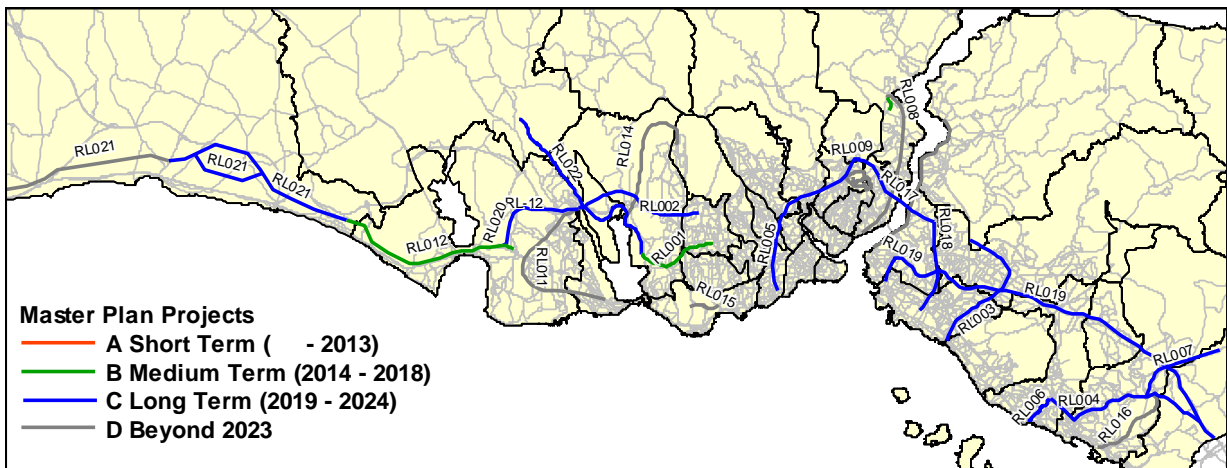 RL021
RL021
RL021
RL012
RL020
RL-12
RL022
RL014
RL011
RL002
RL001
RL015
RL005
RL009
RL008
RL017
RL018
RL019
RL003
RL019
RL007
RL006
RL004
RL016
Master Plan Projects
A Short Term ( - 2013)
B Medium Term (2014 - 2018)
C Long Term (2019 - 2024)
D Beyond 2023